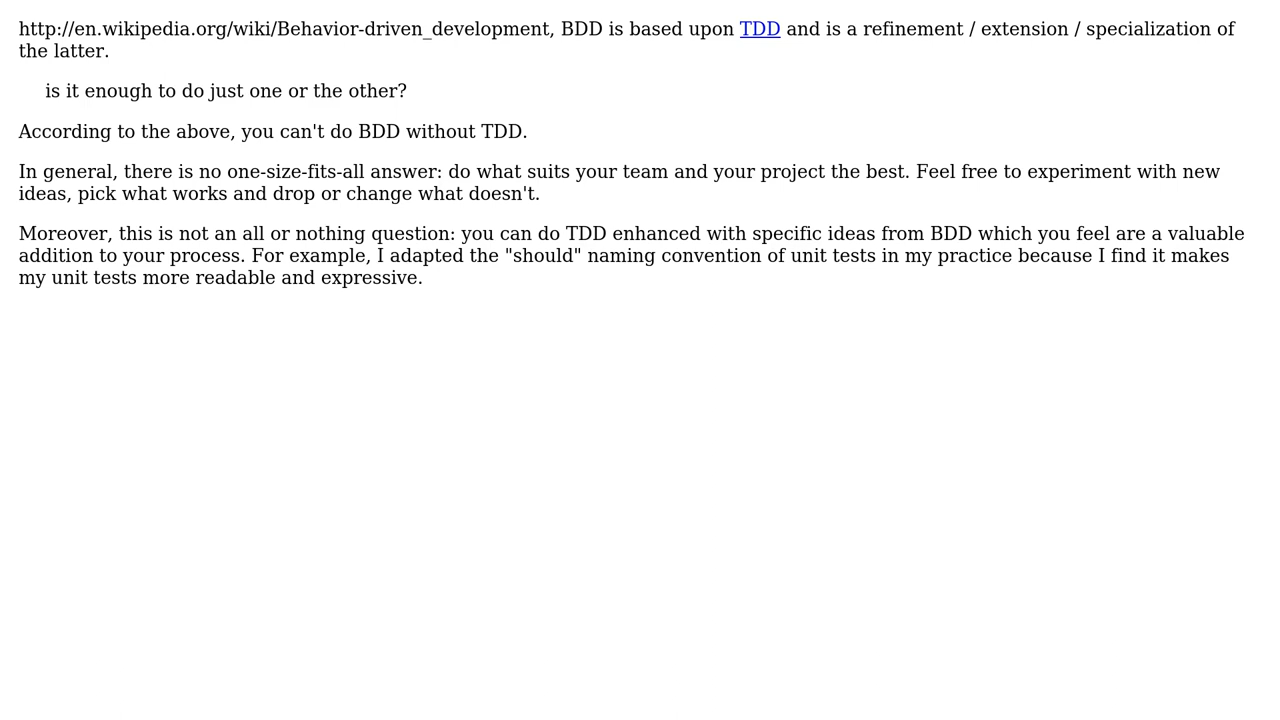 http://en.wikipedia.org/wiki/Behavior-driven_development, BDD is based upon TDD and is a refinement / extension / specialization of
the latter.
is it enough to do just one or the other?
According to the above, you can't do BDD without TDD.
In general, there is no one-size-fits-all answer: do what suits your team and your project the best. Feel free to experiment with new
ideas, pick what works and drop or change what doesn't.
Moreover, this is not an all or nothing question: you can do TDD enhanced with specific ideas from BDD which you feel are a valuable
addition to your process. For example, I adapted the "should" naming convention of unit tests in my practice because I find it makes
my unit tests more readable and expressive.